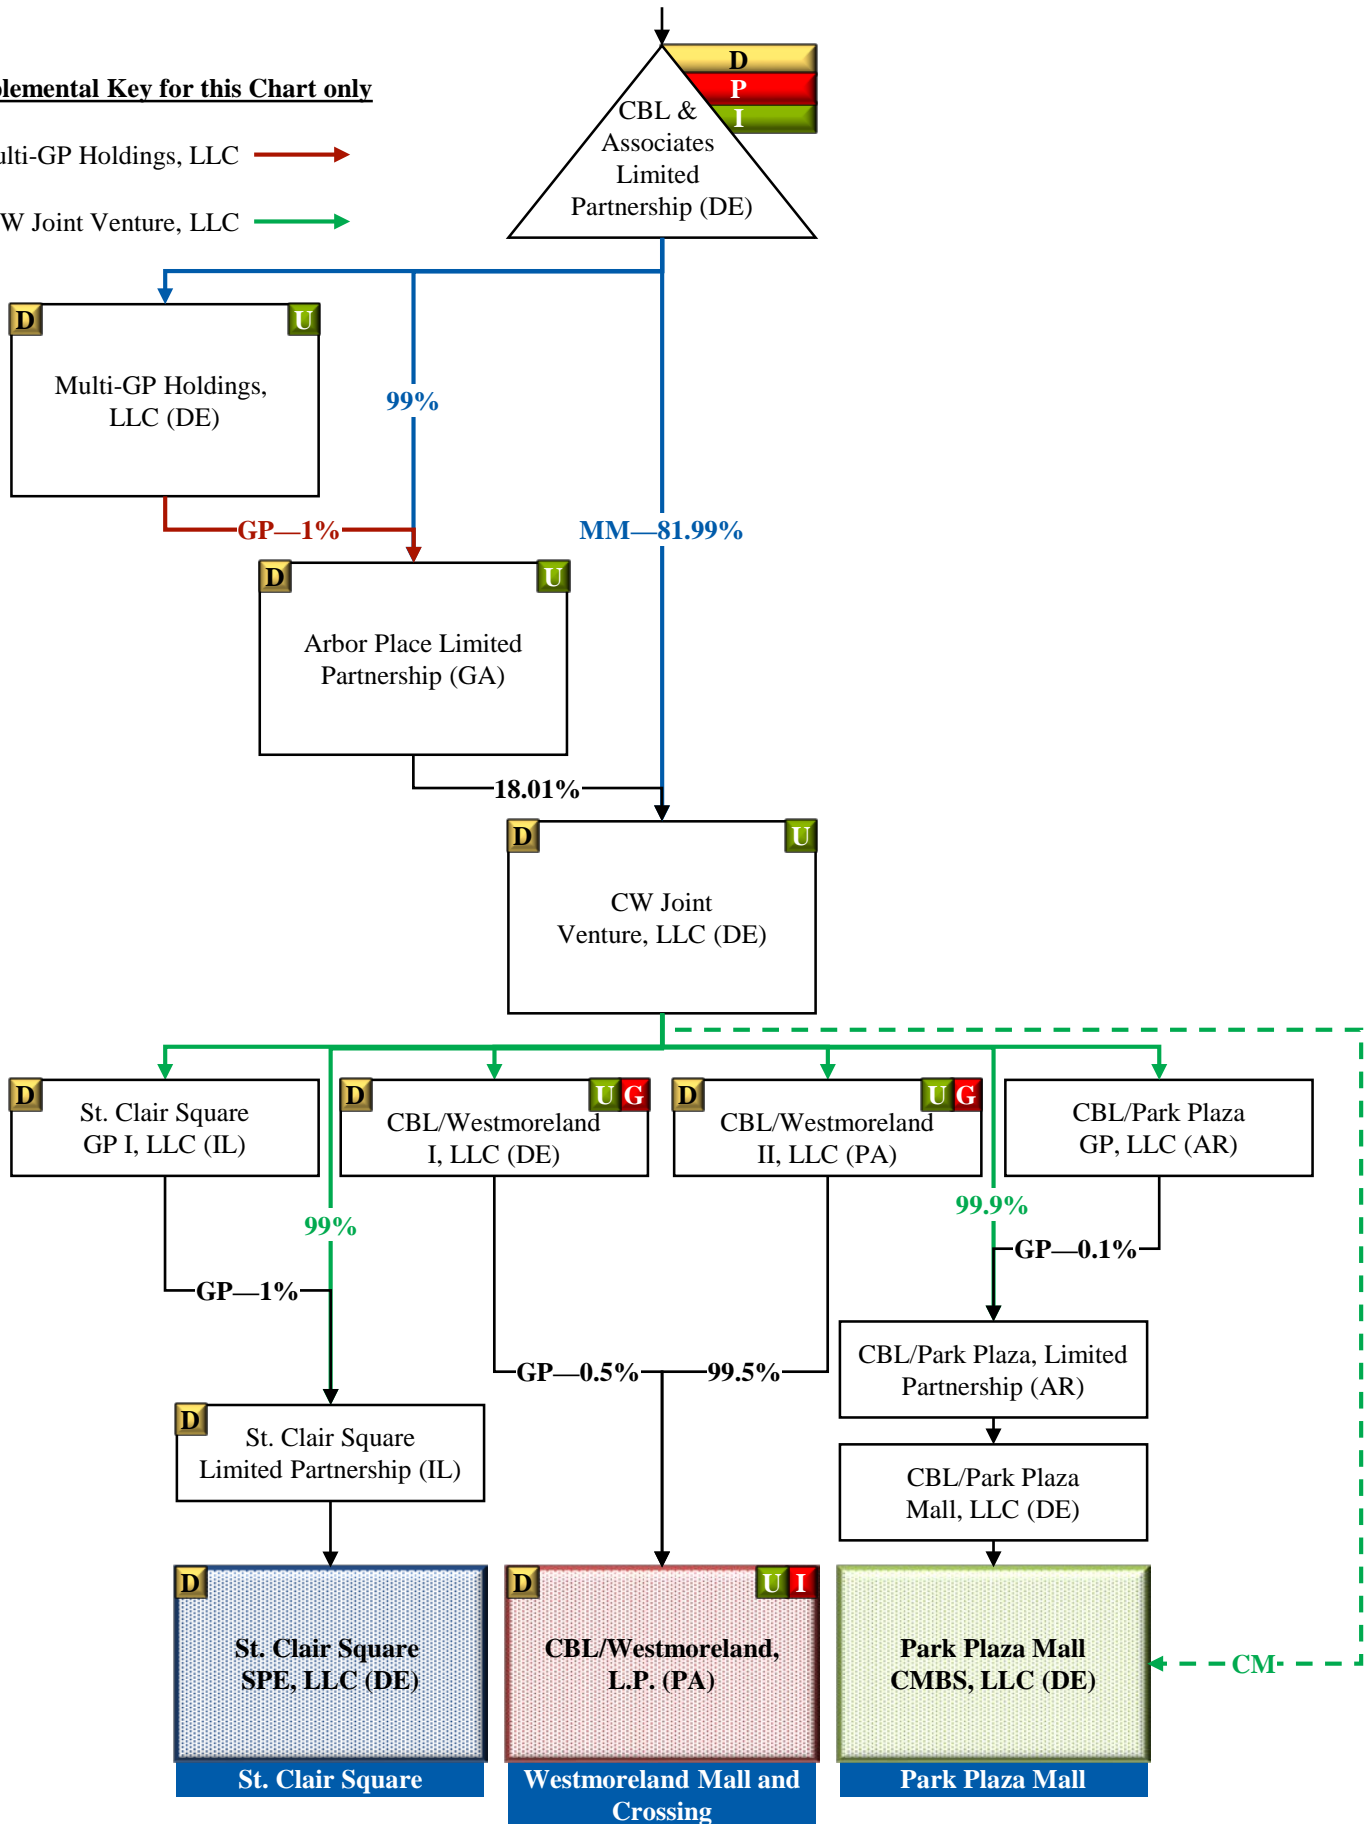 plemental Key for this Chart only
ulti-GP Holdings, LLC
W Joint Venture, LLC
D
P
I
CBL &
Associates
Limited
Partnership (DE)
D
U
Multi-GP Holdings,
LLC (DE)
99%
GP—1%
MM—81.99%
D
U
Arbor Place Limited
Partnership (GA)
18.01%
D
U
CW Joint
Venture, LLC (DE)
D
St. Clair Square
GP I, LLC (IL)
D
U G
CBL/Westmoreland
I, LLC (DE)
D
U G
CBL/Westmoreland
II, LLC (PA)
CBL/Park Plaza
GP, LLC (AR)
99%
99.9%
GP—0.1%
GP—1%
GP—0.5%
99.5%
CBL/Park Plaza, Limited
Partnership (AR)
D
St. Clair Square
Limited Partnership (IL)
CBL/Park Plaza
Mall, LLC (DE)
D
St. Clair Square
SPE, LLC (DE)
D
U I
CBL/Westmoreland,
L.P. (PA)
Park Plaza Mall
CMBS, LLC (DE)
CM
St. Clair Square
Westmoreland Mall and
Crossing
Park Plaza Mall